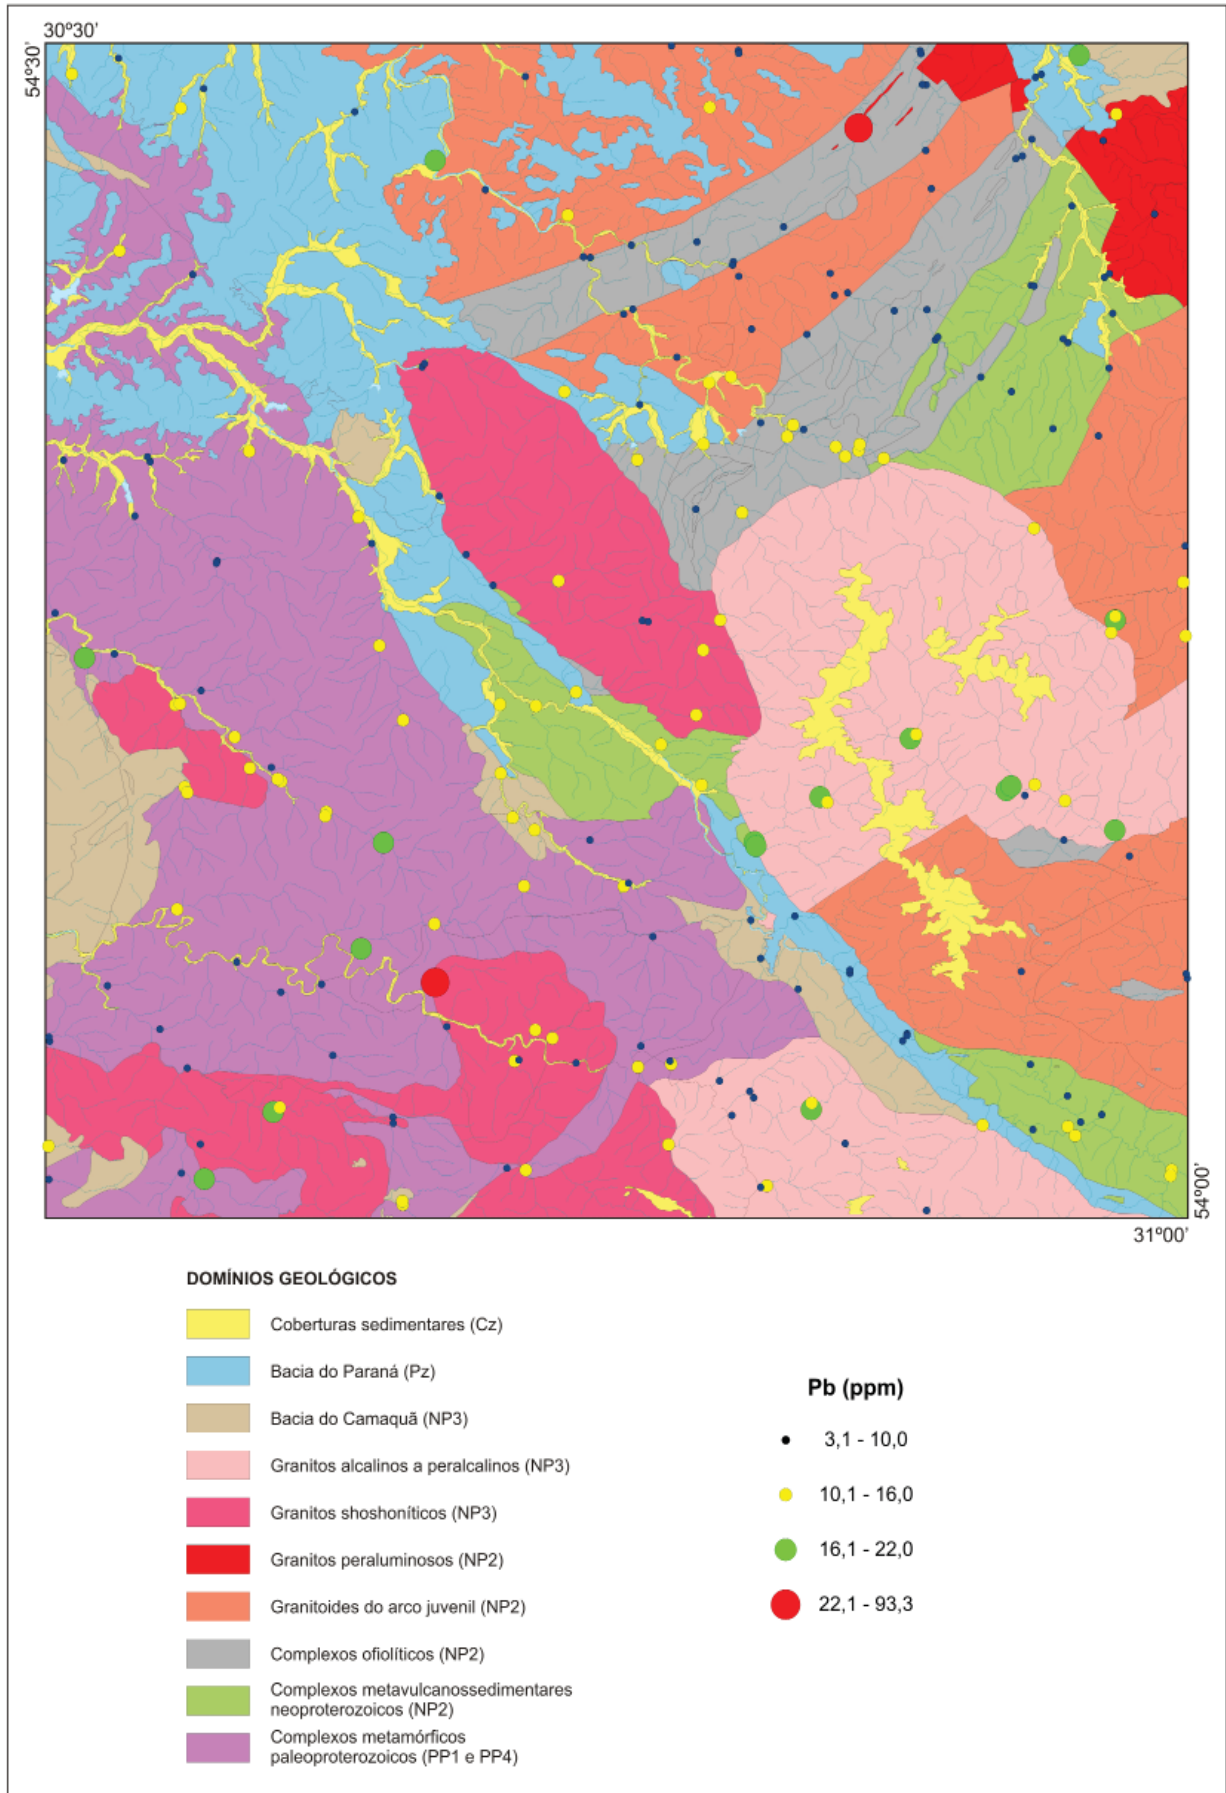 30º30'
54º30'
54º00'
31º00'
DOMÍNIOS GEOLÓGICOS
Coberturas sedimentares (Cz)
Bacia do Paraná (Pz)
Bacia do Camaquã (NP3)
Granitos alcalinos a peralcalinos (NP3)
Granitos shoshoníticos (NP3)
Granitos peraluminosos (NP2)
Granitoides do arco juvenil (NP2)
Complexos ofiolíticos (NP2)
Complexos metavulcanossedimentares
neoproterozoicos (NP2)
Complexos metamórficos
paleoproterozoicos (PP1 e PP4)
Pb (ppm)
3,1 - 10,0
10,1 - 16,0
16,1 - 22,0
22,1 - 93,3